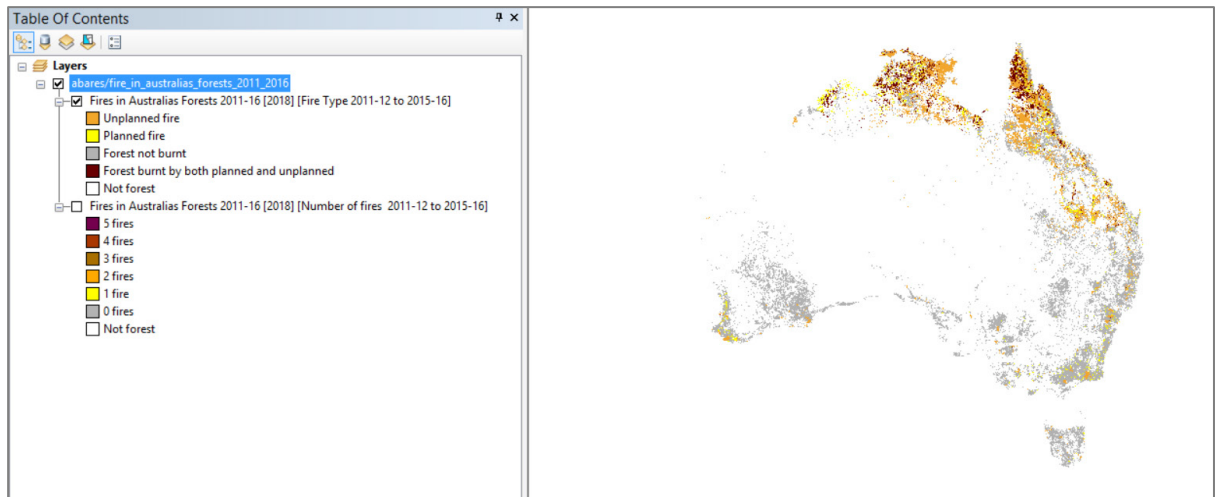 Table Of Contents
Layers
abares/fire_in_australias_forests_2011_2016
Fires in Australias Forests 2011-16 [2018] [Fire Type 2011-12 to 2015-16]
Unplanned fire
Planned fire
Forest not burnt
Forest burnt by both planned and unplanned
Not forest
Fires in Australias Forests 2011-16 [2018] [Number of fires  2011-12 to 2015-16]
5 fires
4 fires
3 fires
2 fires
1 fire
0 fires
Not forest